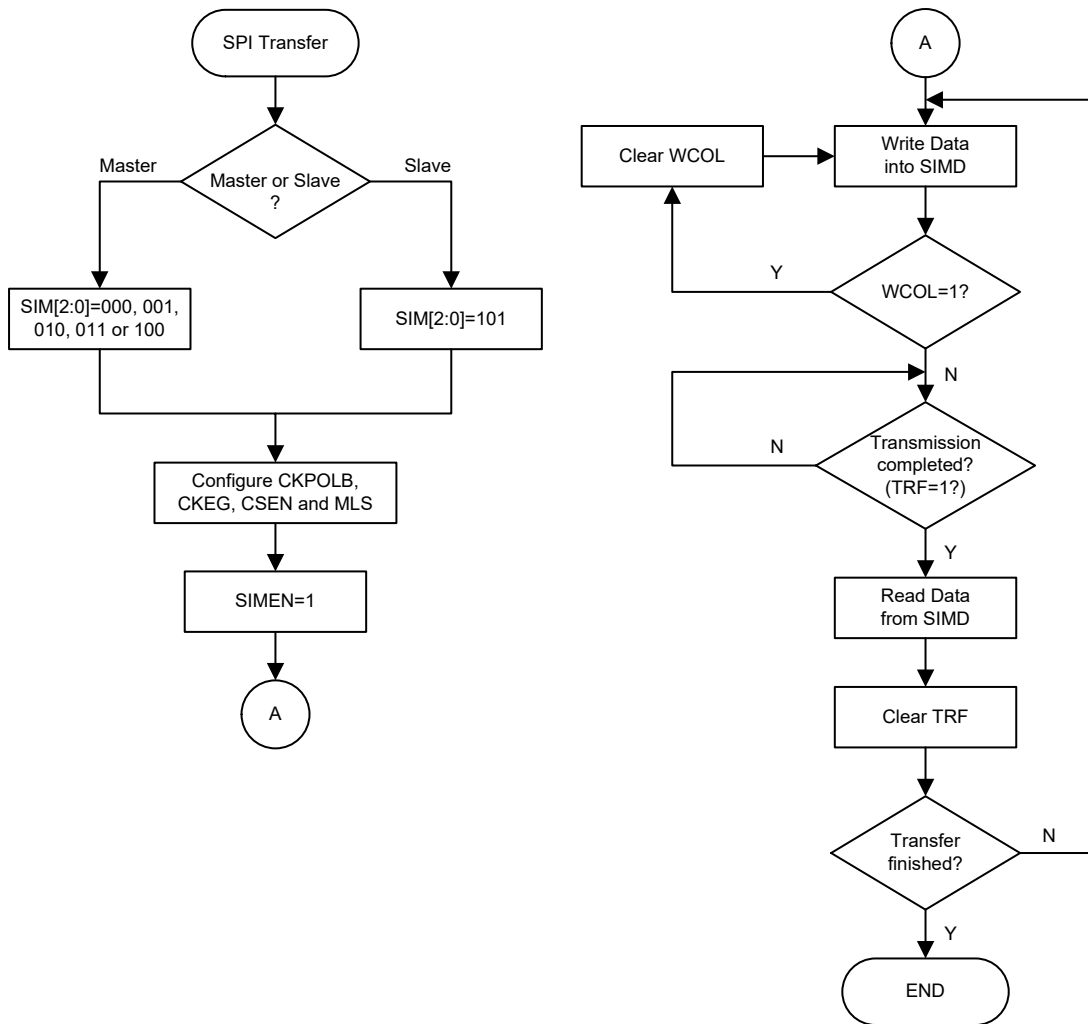 SPI Transfer
Master or Slave
?
Master
Slave
SIM[2:0]=000, 001,
010, 011 or 100
SIM[2:0]=101
Configure CKPOLB,
CKEG, CSEN and MLS
SIMEN=1
A
A
Write Data
into SIMD
Clear WCOL
WCOL=1?
Y
N
Transmission
completed?
(TRF=1?)
N
Y
Read Data
from SIMD
Clear TRF
Transfer
finished?
N
Y
END